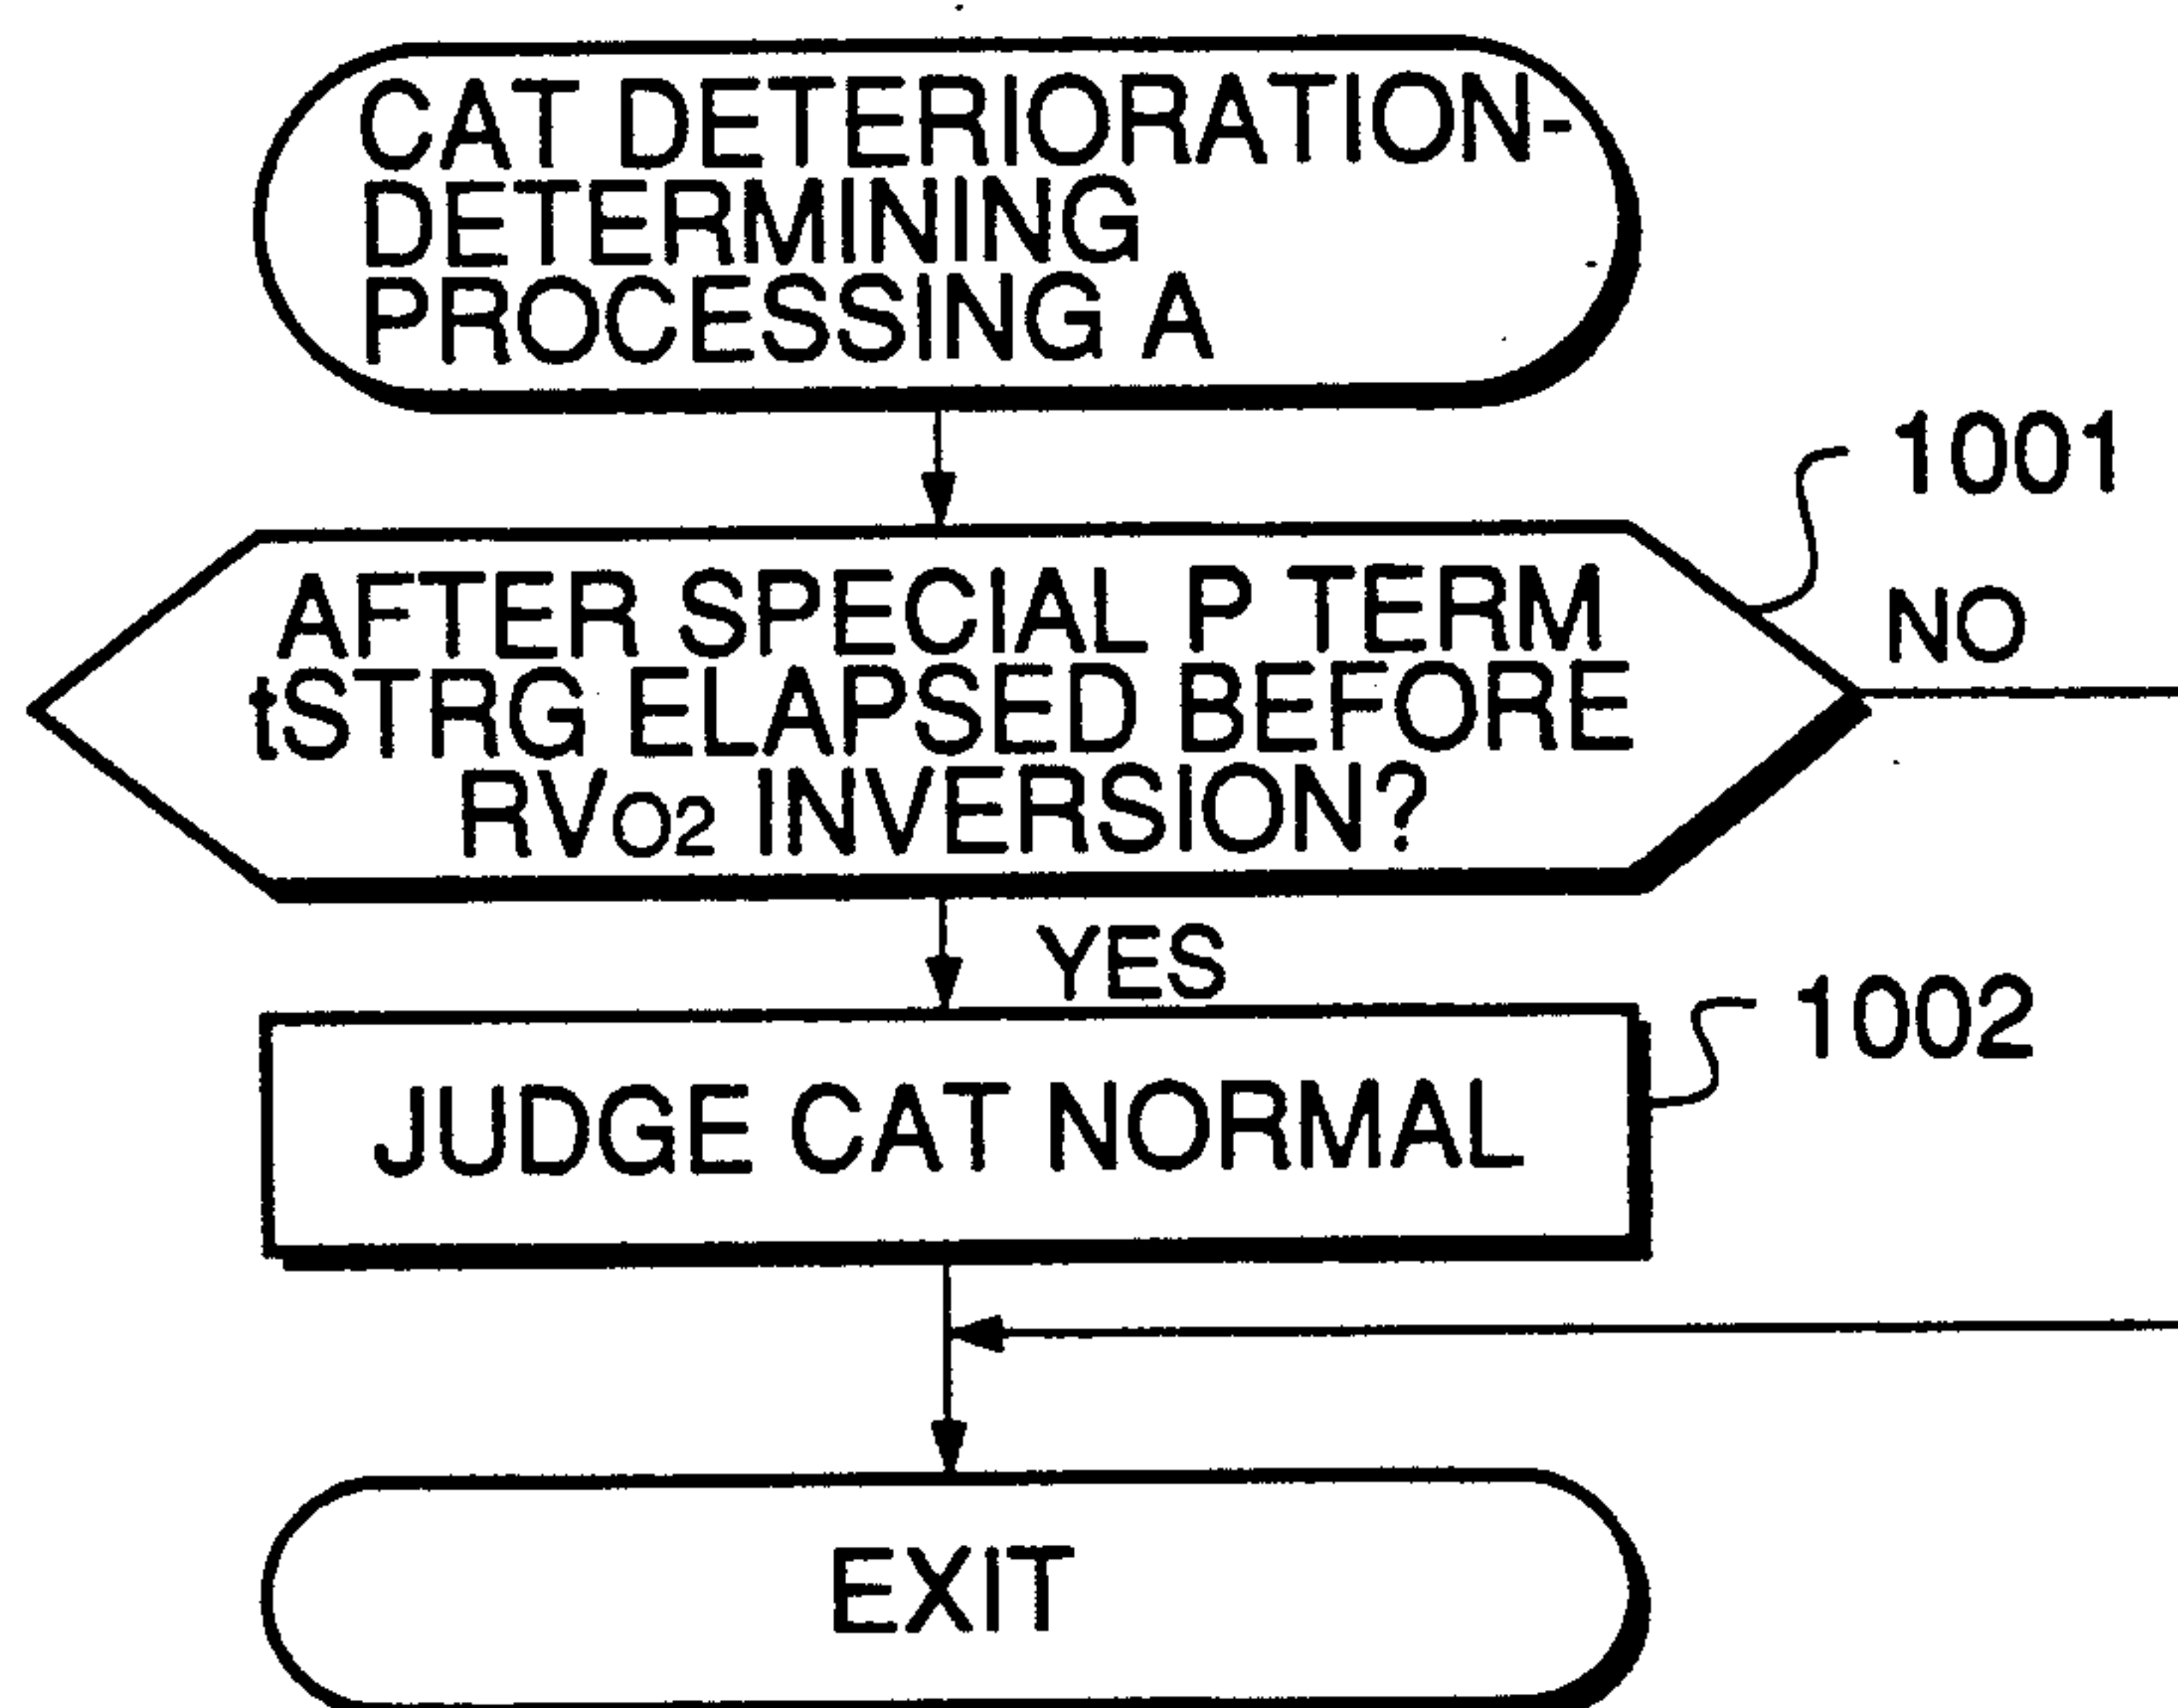 CAT DETERIORATION-
DETERMINING
PROCESSING A
1001
AFTER SPECIAL P TERM
tSTRG ELAPSED BEFORE
RVO2 INVERSION?
NO
YES
1002
JUDGE CAT NORMAL
EXIT